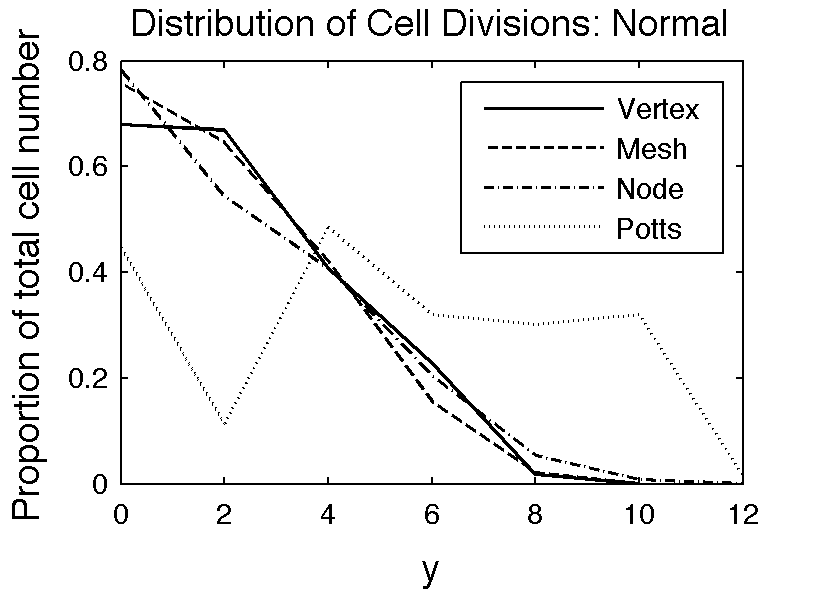 Distribution of Cell Divisions: Normal
Proportion of total cell number
0.8
0.6
0.4
0.2
0
Vertex
Mesh
Node
Potts
0 2 4 6 8 10 12
y